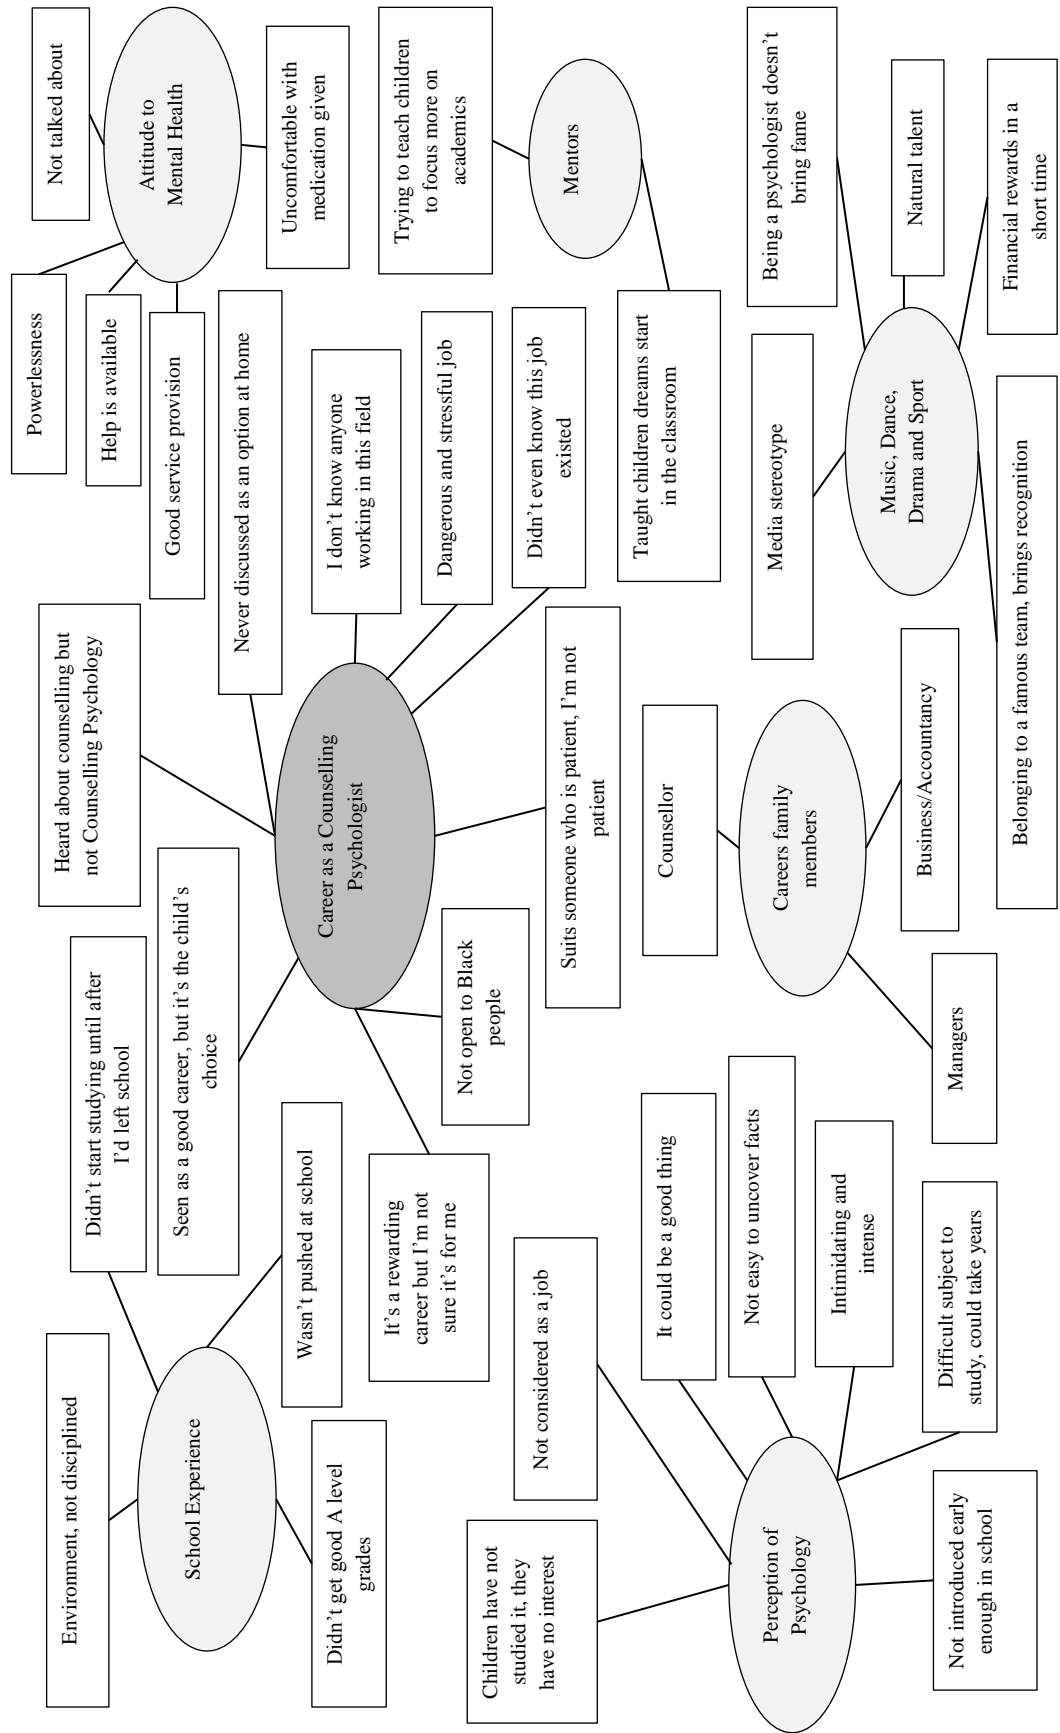 Environment, not disciplined
School Experience
Didn't get good A level
grades
Wasn't pushed at school
Didn't start studying until after
I'd left school
Seen as a good career, but it's the child's
choice
Heard about counselling but
not Counselling Psychology
Never discussed as an option at home
Career as a Counselling
Psychologist
I don't know anyone
working in this field
Dangerous and stressful job
Didn't even know this job
existed
Suits someone who is patient, I'm not
patient
Not open to Black
people
It's a rewarding
career but I'm not
sure it's for me
Powerlessness
Help is available
Good service provision
Not talked about
Attitude to
Mental Health
Uncomfortable with
medication given
Trying to teach children
to focus more on
academics
Mentors
Taught children dreams start
in the classroom
Children have not
studied it, they
have no interest
Not considered as a job
It could be a good thing
Not easy to uncover facts
Intimidating and
intense
Difficult subject to
study, could take years
Perception of
Psychology
Not introduced early
enough in school
Counsellor
Careers family
members
Managers
Business/Accountancy
Media stereotype
Being a psychologist doesn't
bring fame
Music, Dance,
Drama and Sport
Natural talent
Financial rewards in a
short time
Belonging to a famous team, brings recognition